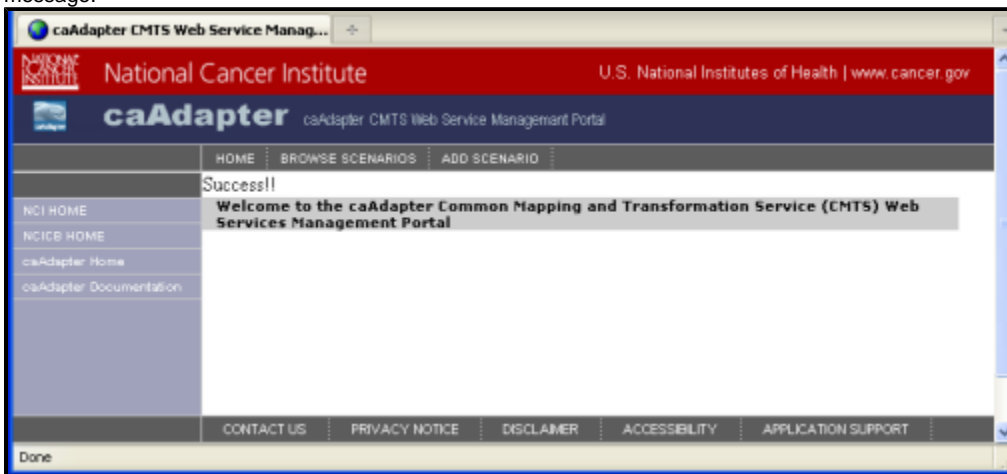 message.
caAdapter CMTS Web Service Manag...
NATIONAL CANCER INSTITUTE
National Cancer Institute
U.S. National Institutes of Health | www.cancer.gov
caAdapter caAdapter CMTS Web Service Management Portal
HOME BROWSE SCENARIOS ADD SCENARIO
Success!!
Welcome to the caAdapter Common Mapping and Transformation Service (CMTS) Web
Services Management Portal
NCI HOME
NCICB HOME
caAdapter Home
caAdapter Documentation
CONTACT US PRIVACY NOTICE DISCLAIMER ACCESSIBILITY APPLICATION SUPPORT
Done